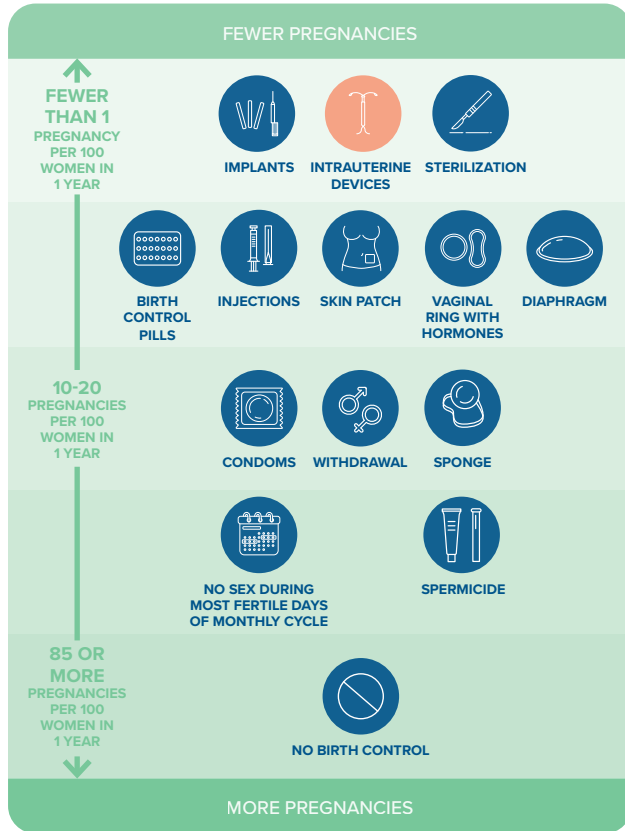 FEWER PREGNANCIES
FEWER
THAN 1
PREGNANCY
PER 100
WOMEN IN
1 YEAR
IMPLANTS
INTRAUTERINE
DEVICES
STERILIZATION
BIRTH
CONTROL
PILLS
INJECTIONS
SKIN PATCH
VAGINAL
RING WITH
HORMONES
DIAPHRAGM
10-20
PREGNANCIES
PER 100
WOMEN IN
1 YEAR
CONDOMS
WITHDRAWAL
SPONGE
NO SEX DURING
MOST FERTILE DAYS
OF MONTHLY CYCLE
SPERMICIDE
85 OR
MORE
PREGNANCIES
PER 100
WOMEN IN
1 YEAR
NO BIRTH CONTROL
MORE PREGNANCIES